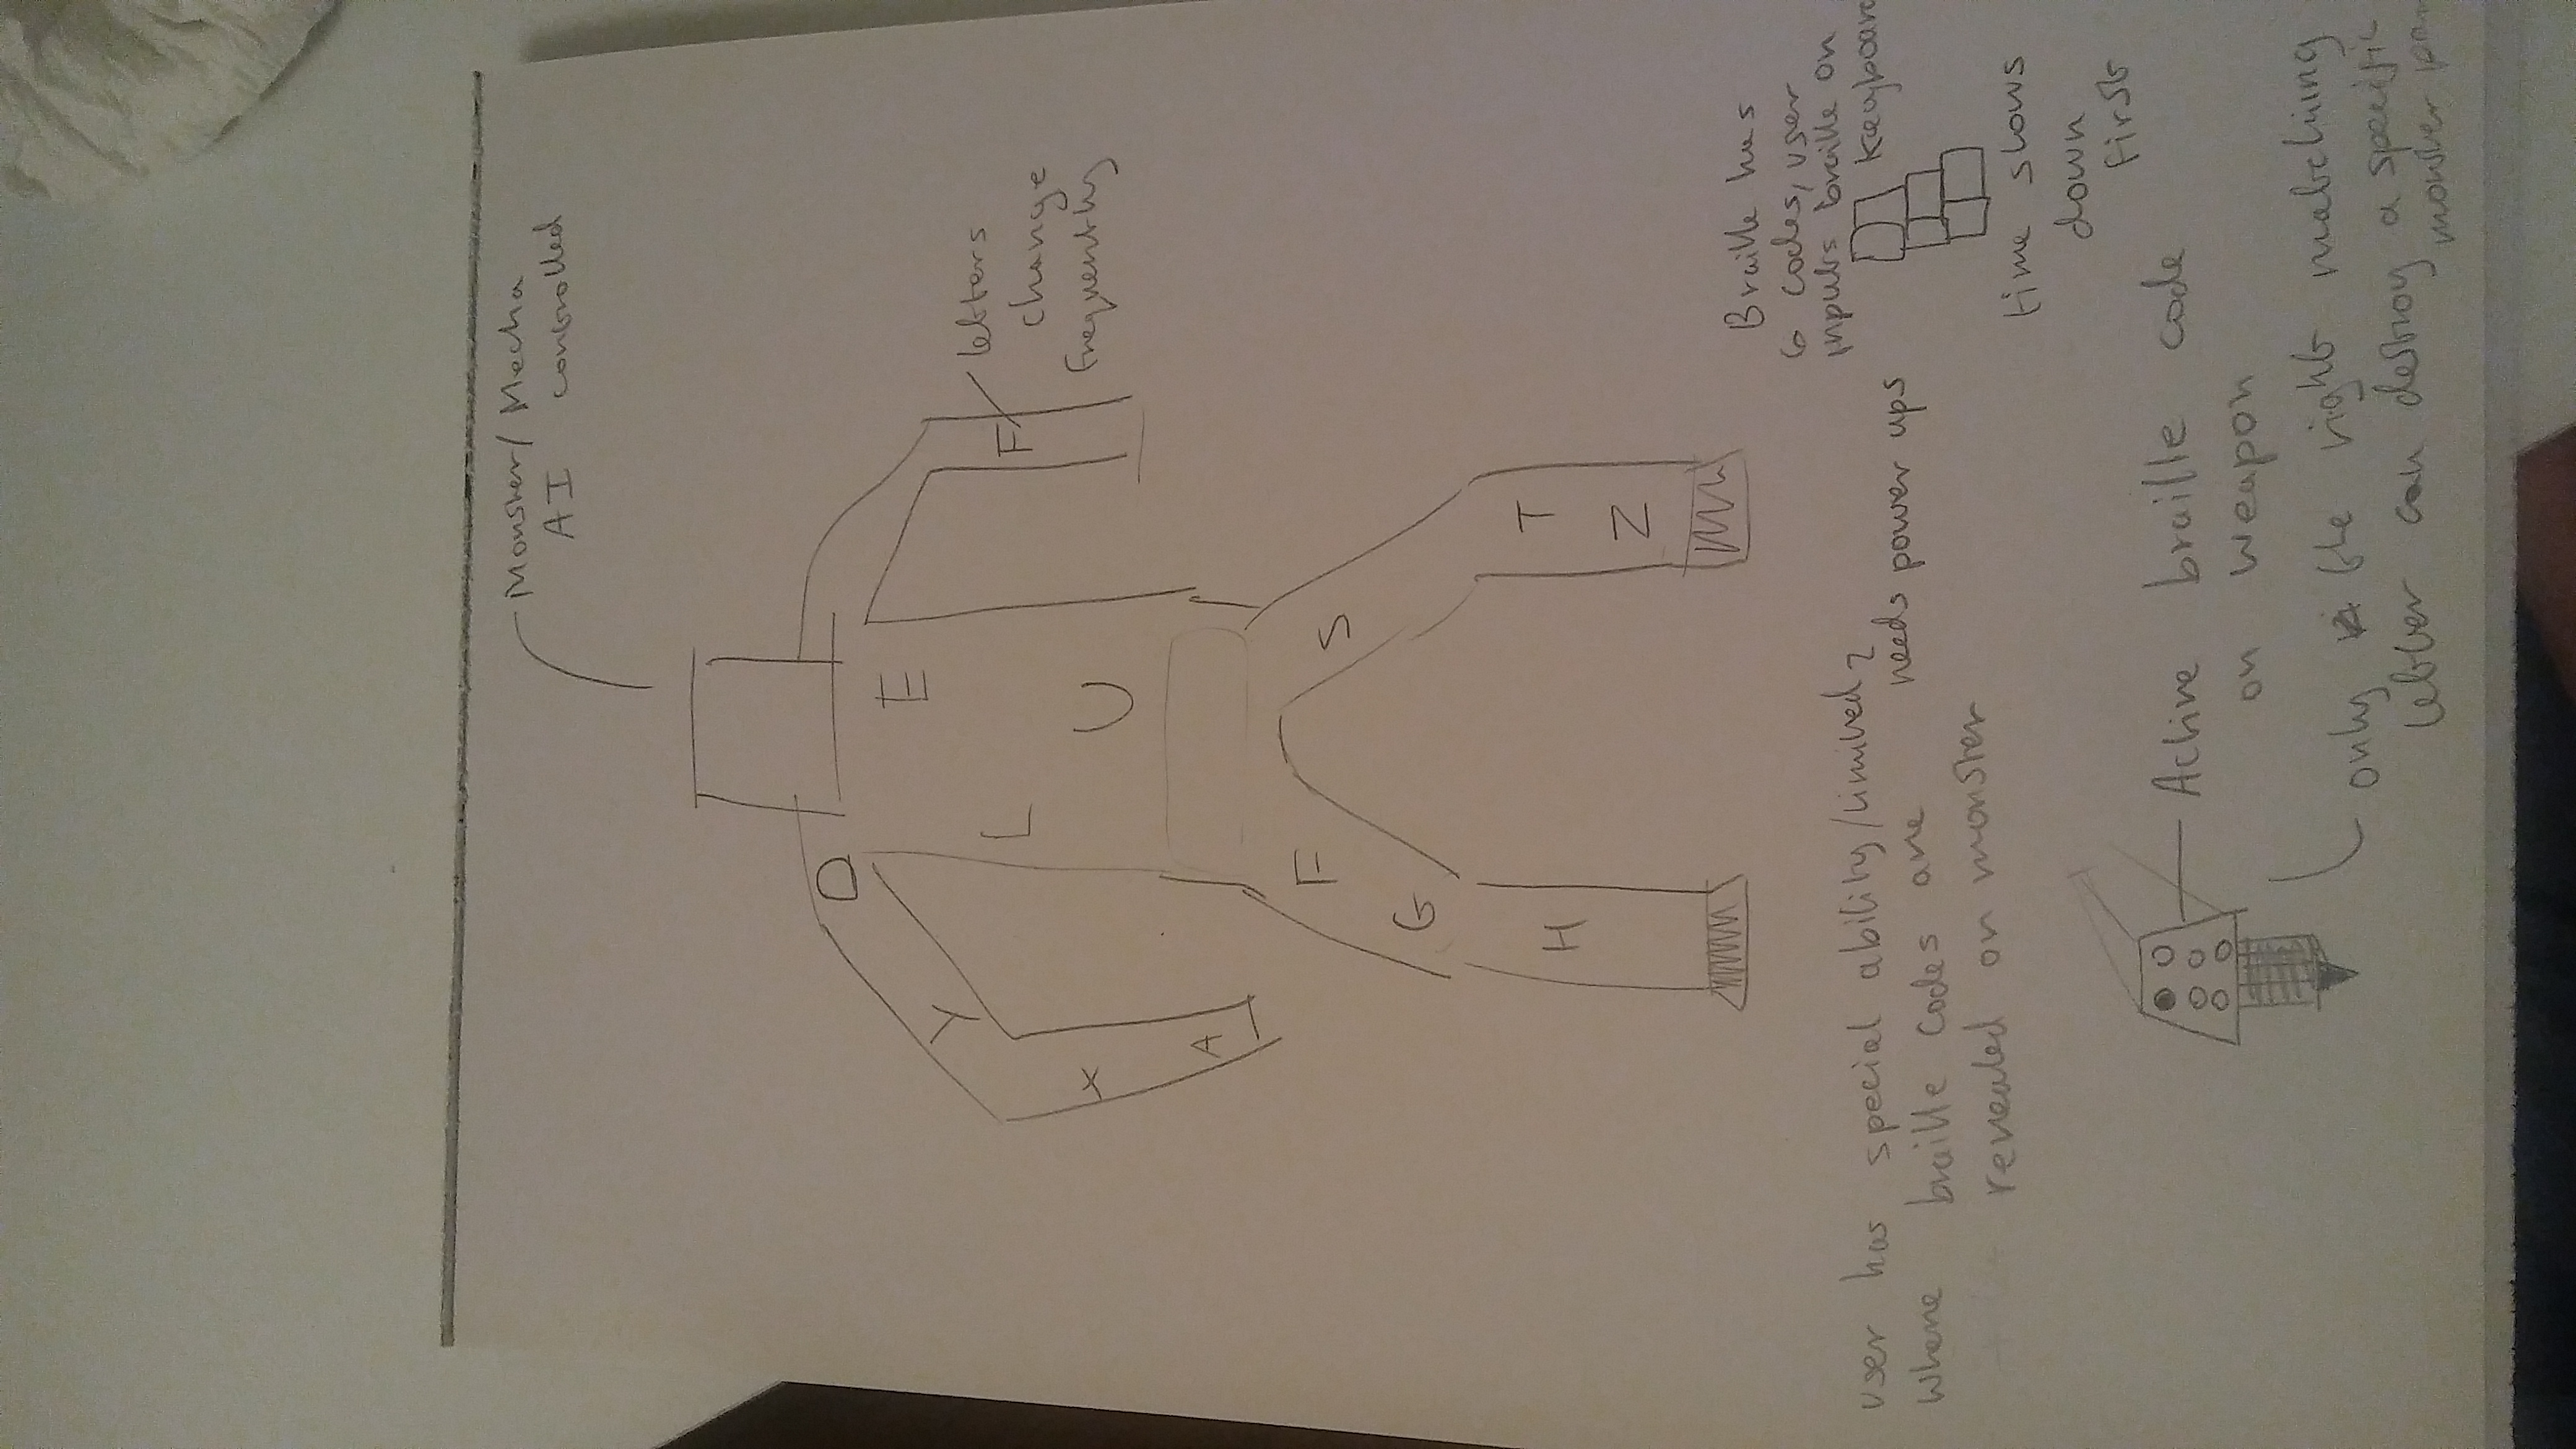 Monster/ Mecha
AI controlled
D
E
Y
L
F
letters
change
frequently
X
U
A
F
S
G
T
H
Z
Braille has
6 codes, user
inputs braille on
keyboard
time slows
down
first
user has special ability/limited
needs power ups
where braille codes are
revealed on monster
Active braille code
on weapon
only the right matching
letter can destroy a specific
monster